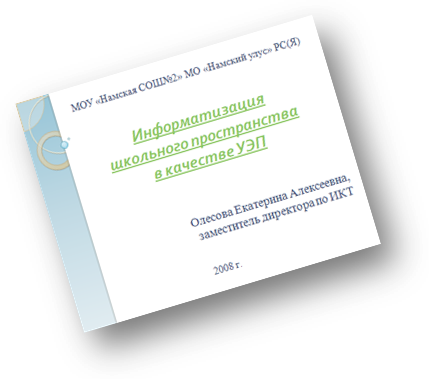 МОУ «Намская СОШ№2» МО «Намский улус» РС(Я)
Информатизация
школьного пространства
в качестве УЭП
Олесова Екатерина Алексеевна,
заместитель директора по ИКТ
2008 г.